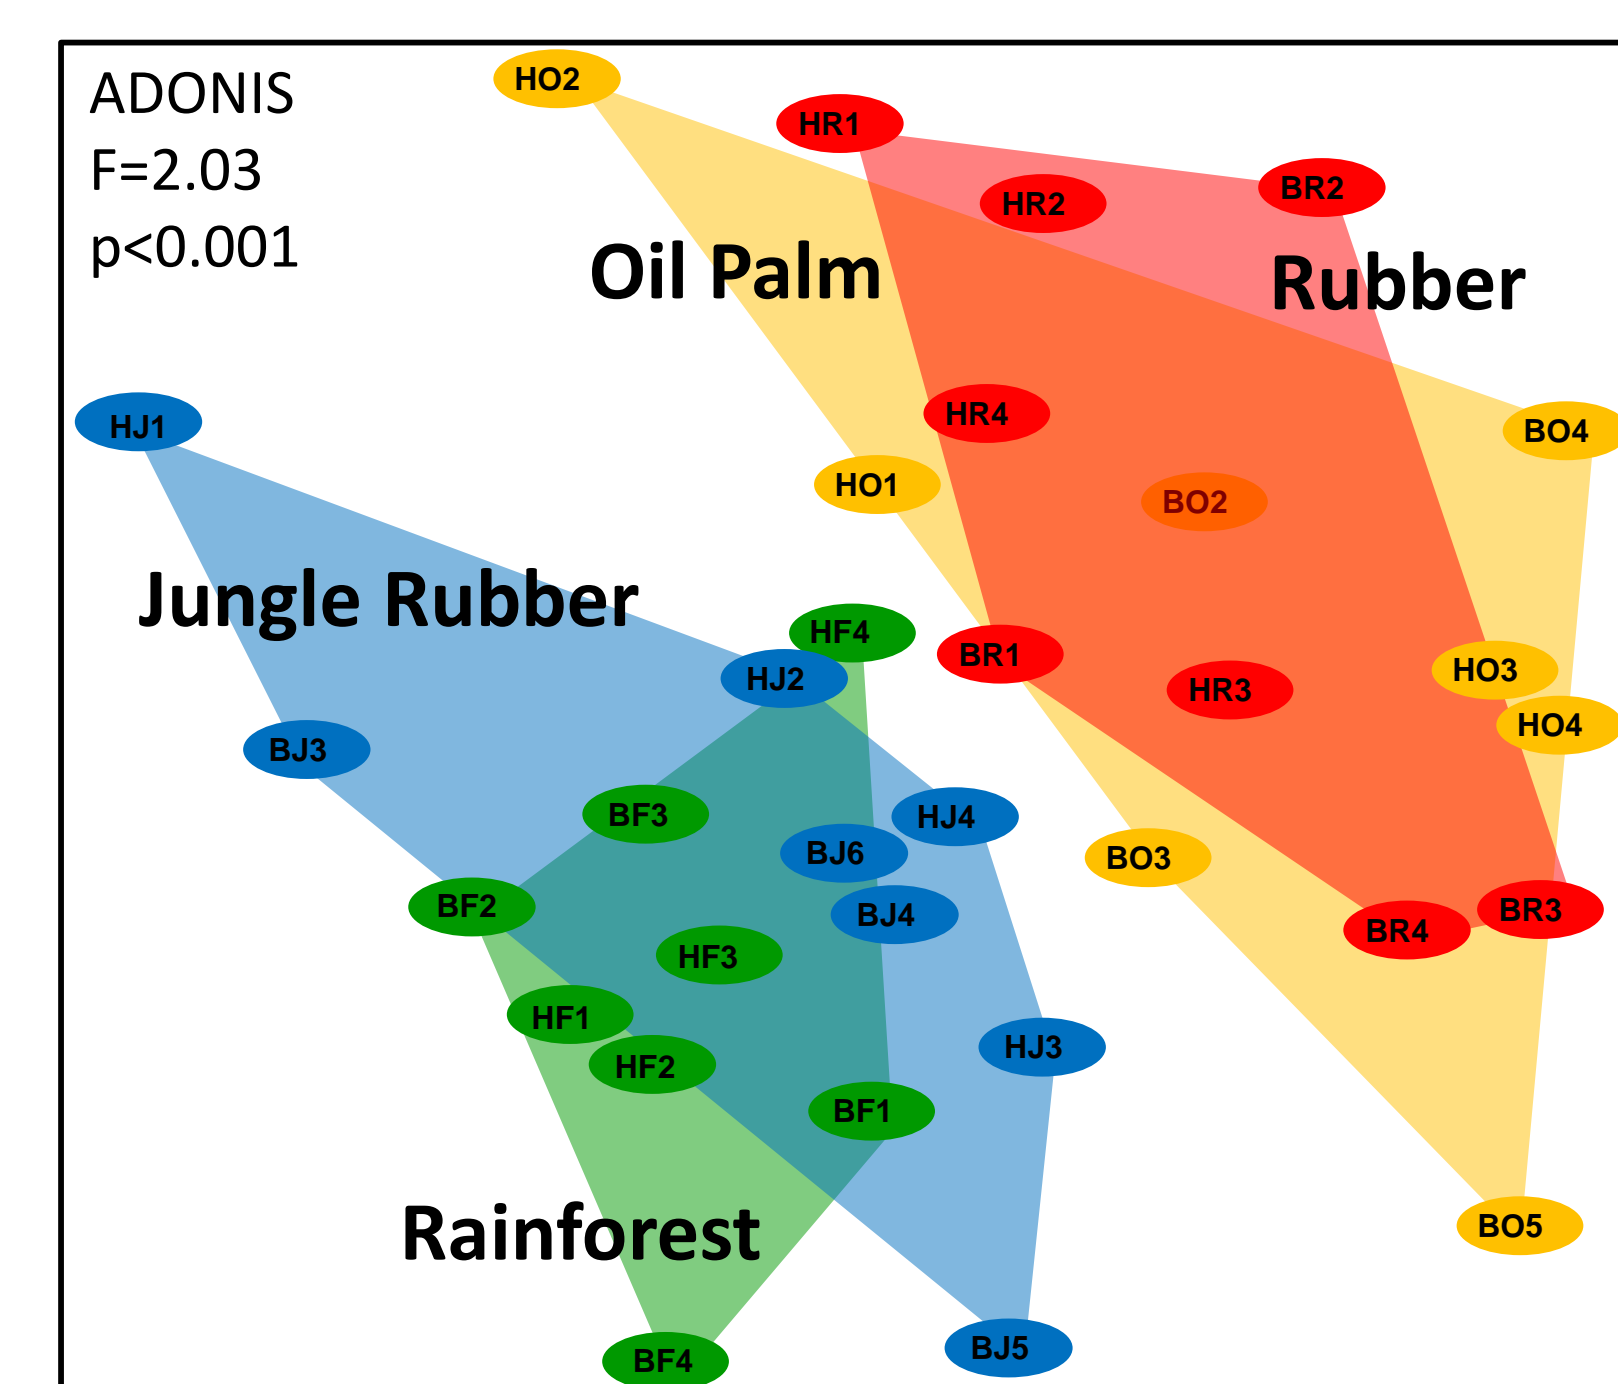 ADONIS
F=2.03
p<0.001
HO2
HR1
HR2
BR2
Oil Palm
Rubber
HJ1
HR4
BO4
HO1
BO2
Jungle Rubber
HF4
HJ2
BR1
HR3
HO3
HO4
BJ3
BF3
HJ4
BJ6
BO3
BF2
BJ4
BR4
BR3
HF3
HF1
HF2
HJ3
BF1
Rainforest
BO5
BF4
BJ5